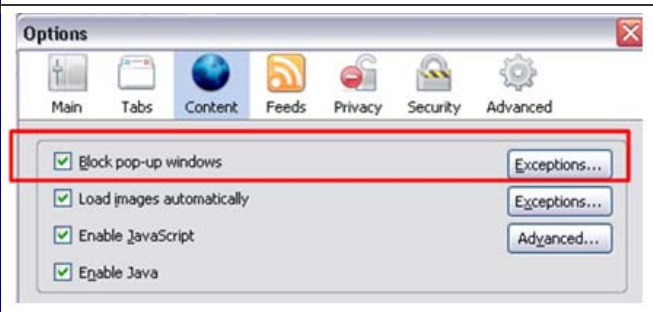 Options
Main Tabs Content Feeds Privacy Security Advanced
Block pop-up windows Exceptions...
Load images automatically Exceptions...
Enable JavaScript Advanced...
Enable Java